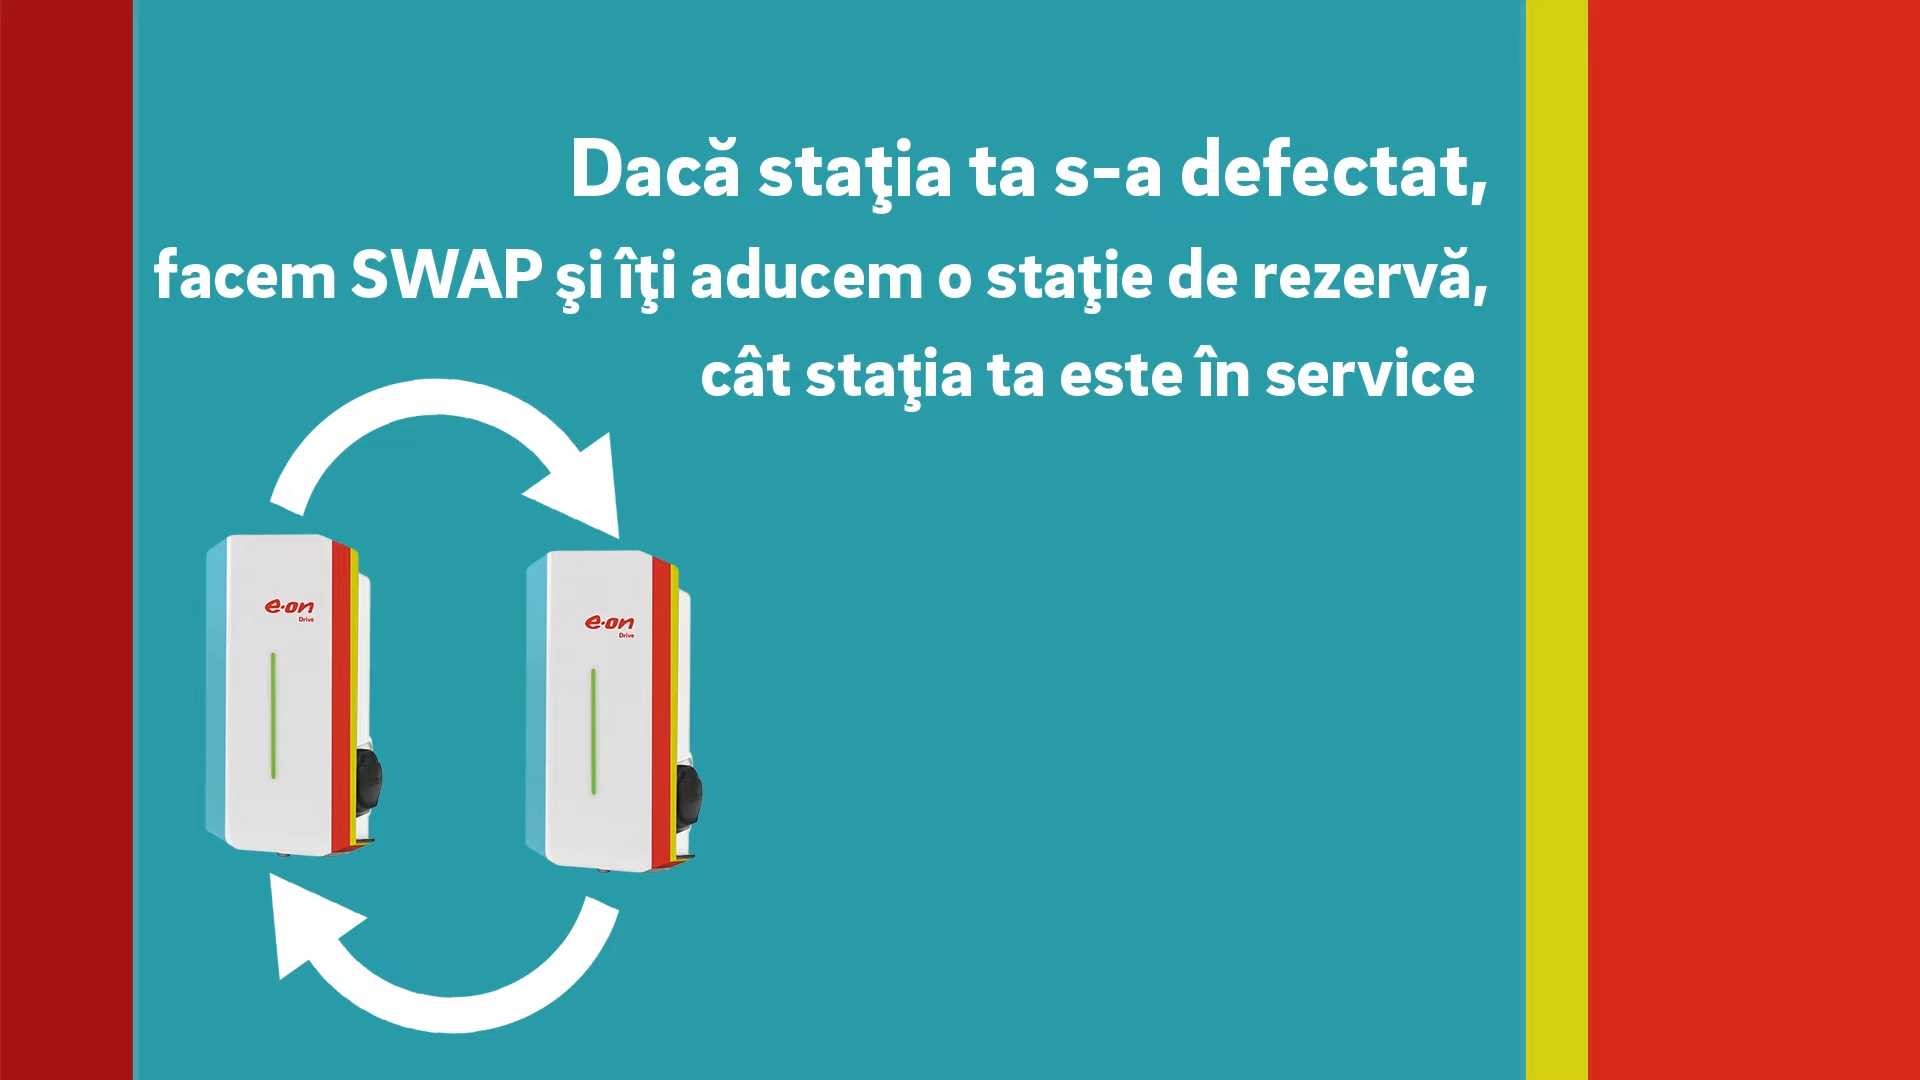 Dacă staţia ta s-a defectat,
facem SWAP şi îţi aducem o staţie de rezervă,
cât staţia ta este în service
e·on
Drive
e·on
Drive